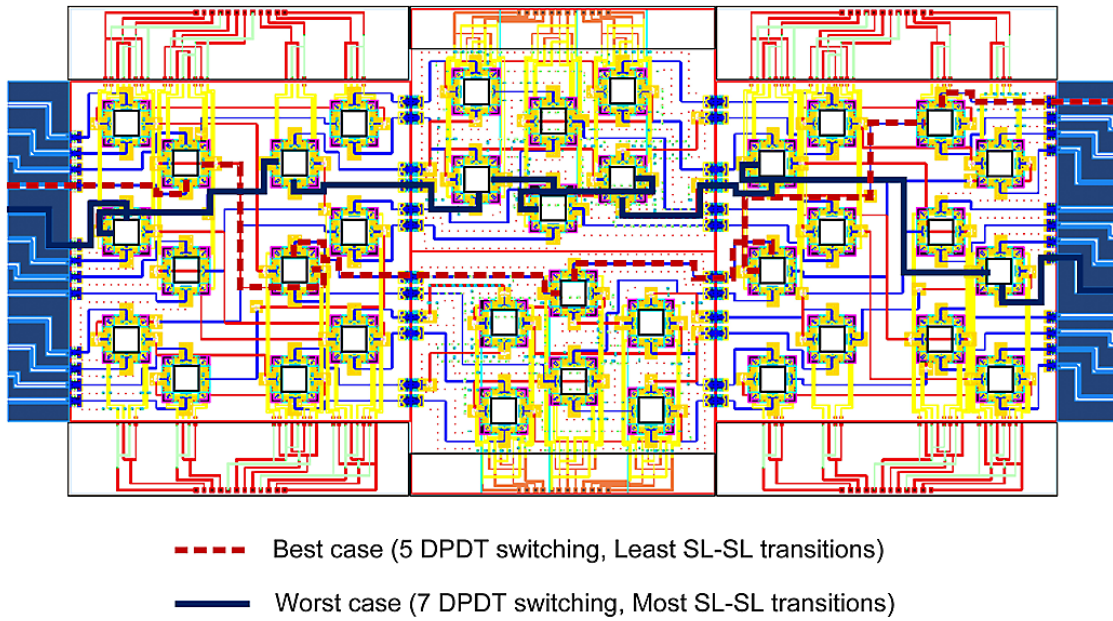 Best case (5 DPDT switching, Least SL-SL transitions)
Worst case (7 DPDT switching, Most SL-SL transitions)